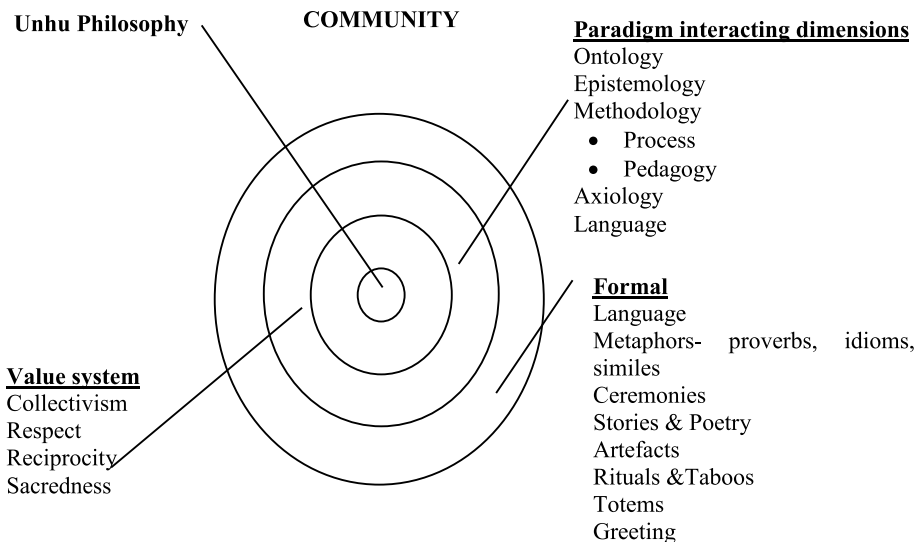 Unhu Philosophy
COMMUNITY
Paradigm interacting dimensions
Ontology
Epistemology
Methodology
• Process
• Pedagogy
Axiology
Language
Formal
Language
Metaphors- proverbs, idioms,
similes
Ceremonies
Stories & Poetry
Artefacts
Rituals &Taboos
Totems
Greeting
Value system
Collectivism
Respect
Reciprocity
Sacredness